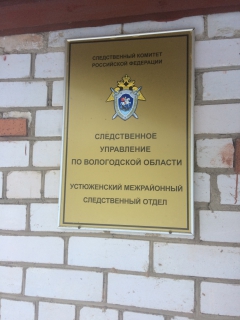 СЛЕДСТВЕННЫЙ КОМИТЕТ
РОССИЙСКОЙ ФЕДЕРАЦИИ
СЛЕДСТВЕННОЕ
УПРАВЛЕНИЕ
ПО ВОЛОГОДСКОЙ ОБЛАСТИ
УСТЮЖЕНСКИЙ МЕЖРАЙОННЫЙ
СЛЕДСТВЕННЫЙ ОТДЕЛ